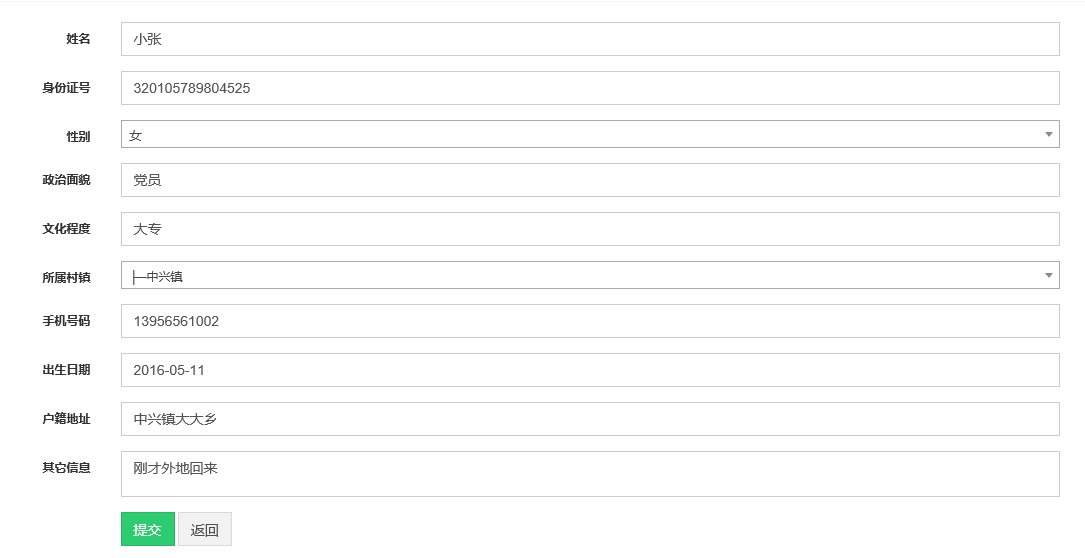 姓名 小张
身份证号 320105789804525
性别 女
政治面貌 党员
文化程度 大专
所属村镇 ├─中兴镇
手机号码 13956561002
出生日期 2016-05-11
户籍地址 中兴镇大大乡
其它信息 刚才外地回来
提交 返回